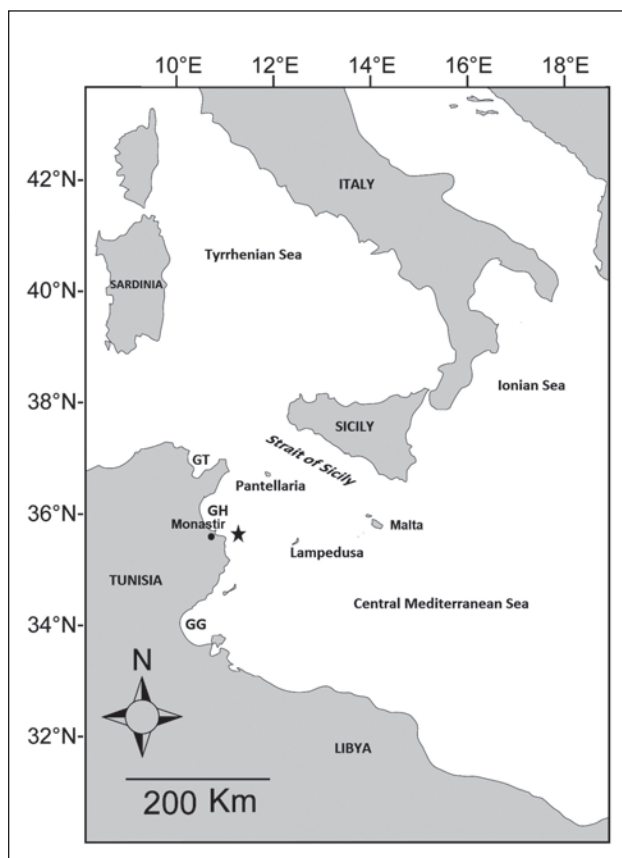 10°E 12°E 14°E 16°E 18°E
42°N
ITALY
Tyrrhenian Sea
SARDINIA
40°N
Ionian Sea
38°N
SICILY
Strait of Sicily
GT
Pantellaria
36°N
GH
Monastir
Malta
Lampedusa
TUNISIA
Central Mediterranean Sea
34°N
GG
N
32°N
LIBYA
200 Km